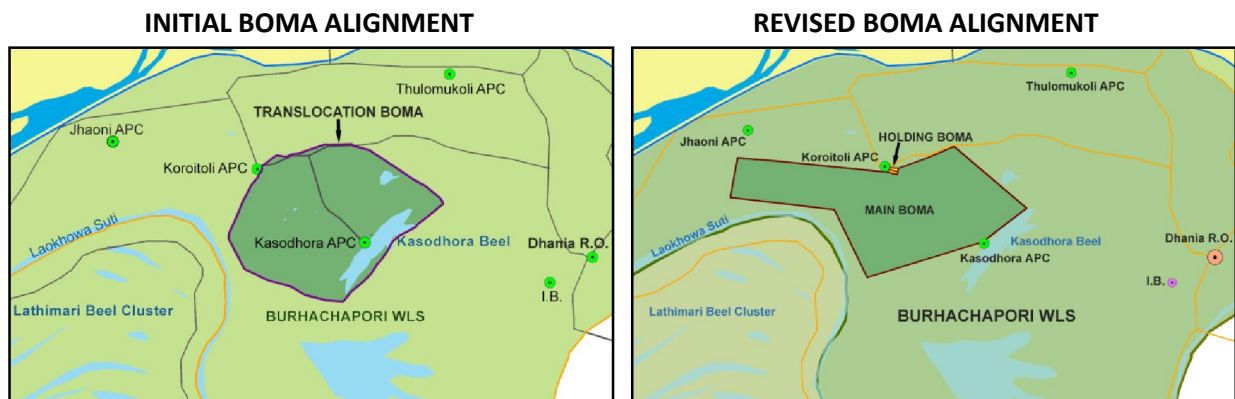 INITIAL BOMA ALIGNMENT
Thulomukoli APC
TRANSLOCATION BOMA
Jhaoni APC
Koroitoli APC
Laokhowa Suti
Kasodhora APC
Kasodhora Beel
Dhania R.O.
I.B.
Lathimari Beel Cluster
BURHACHAPORI WLS
REVISED BOMA ALIGNMENT
Thulomukoli APC
Jhaoni APC
HOLDING BOMA
Koroitoli APC
MAIN BOMA
Laokhowa Suti
Kasodhora Beel
Dhania R.O.
Kasodhora APC
I.B.
Lathimari Beel Cluster
BURHACHAPORI WLS